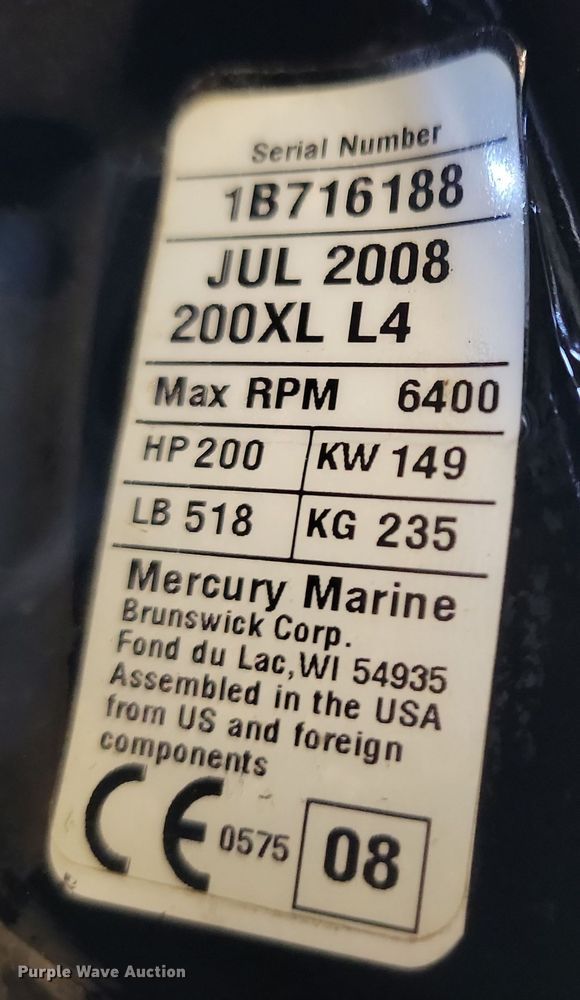 Serial Number
1B716188
JUL 2008
200XL L4
Max RPM 6400
HP 200 KW 149
LB 518 KG 235
Mercury Marine
Brunswick Corp.
Fond du Lac, WI 54935
Assembled in the USA
from US and foreign
components
CE 0575 08
Purple Wave Auction